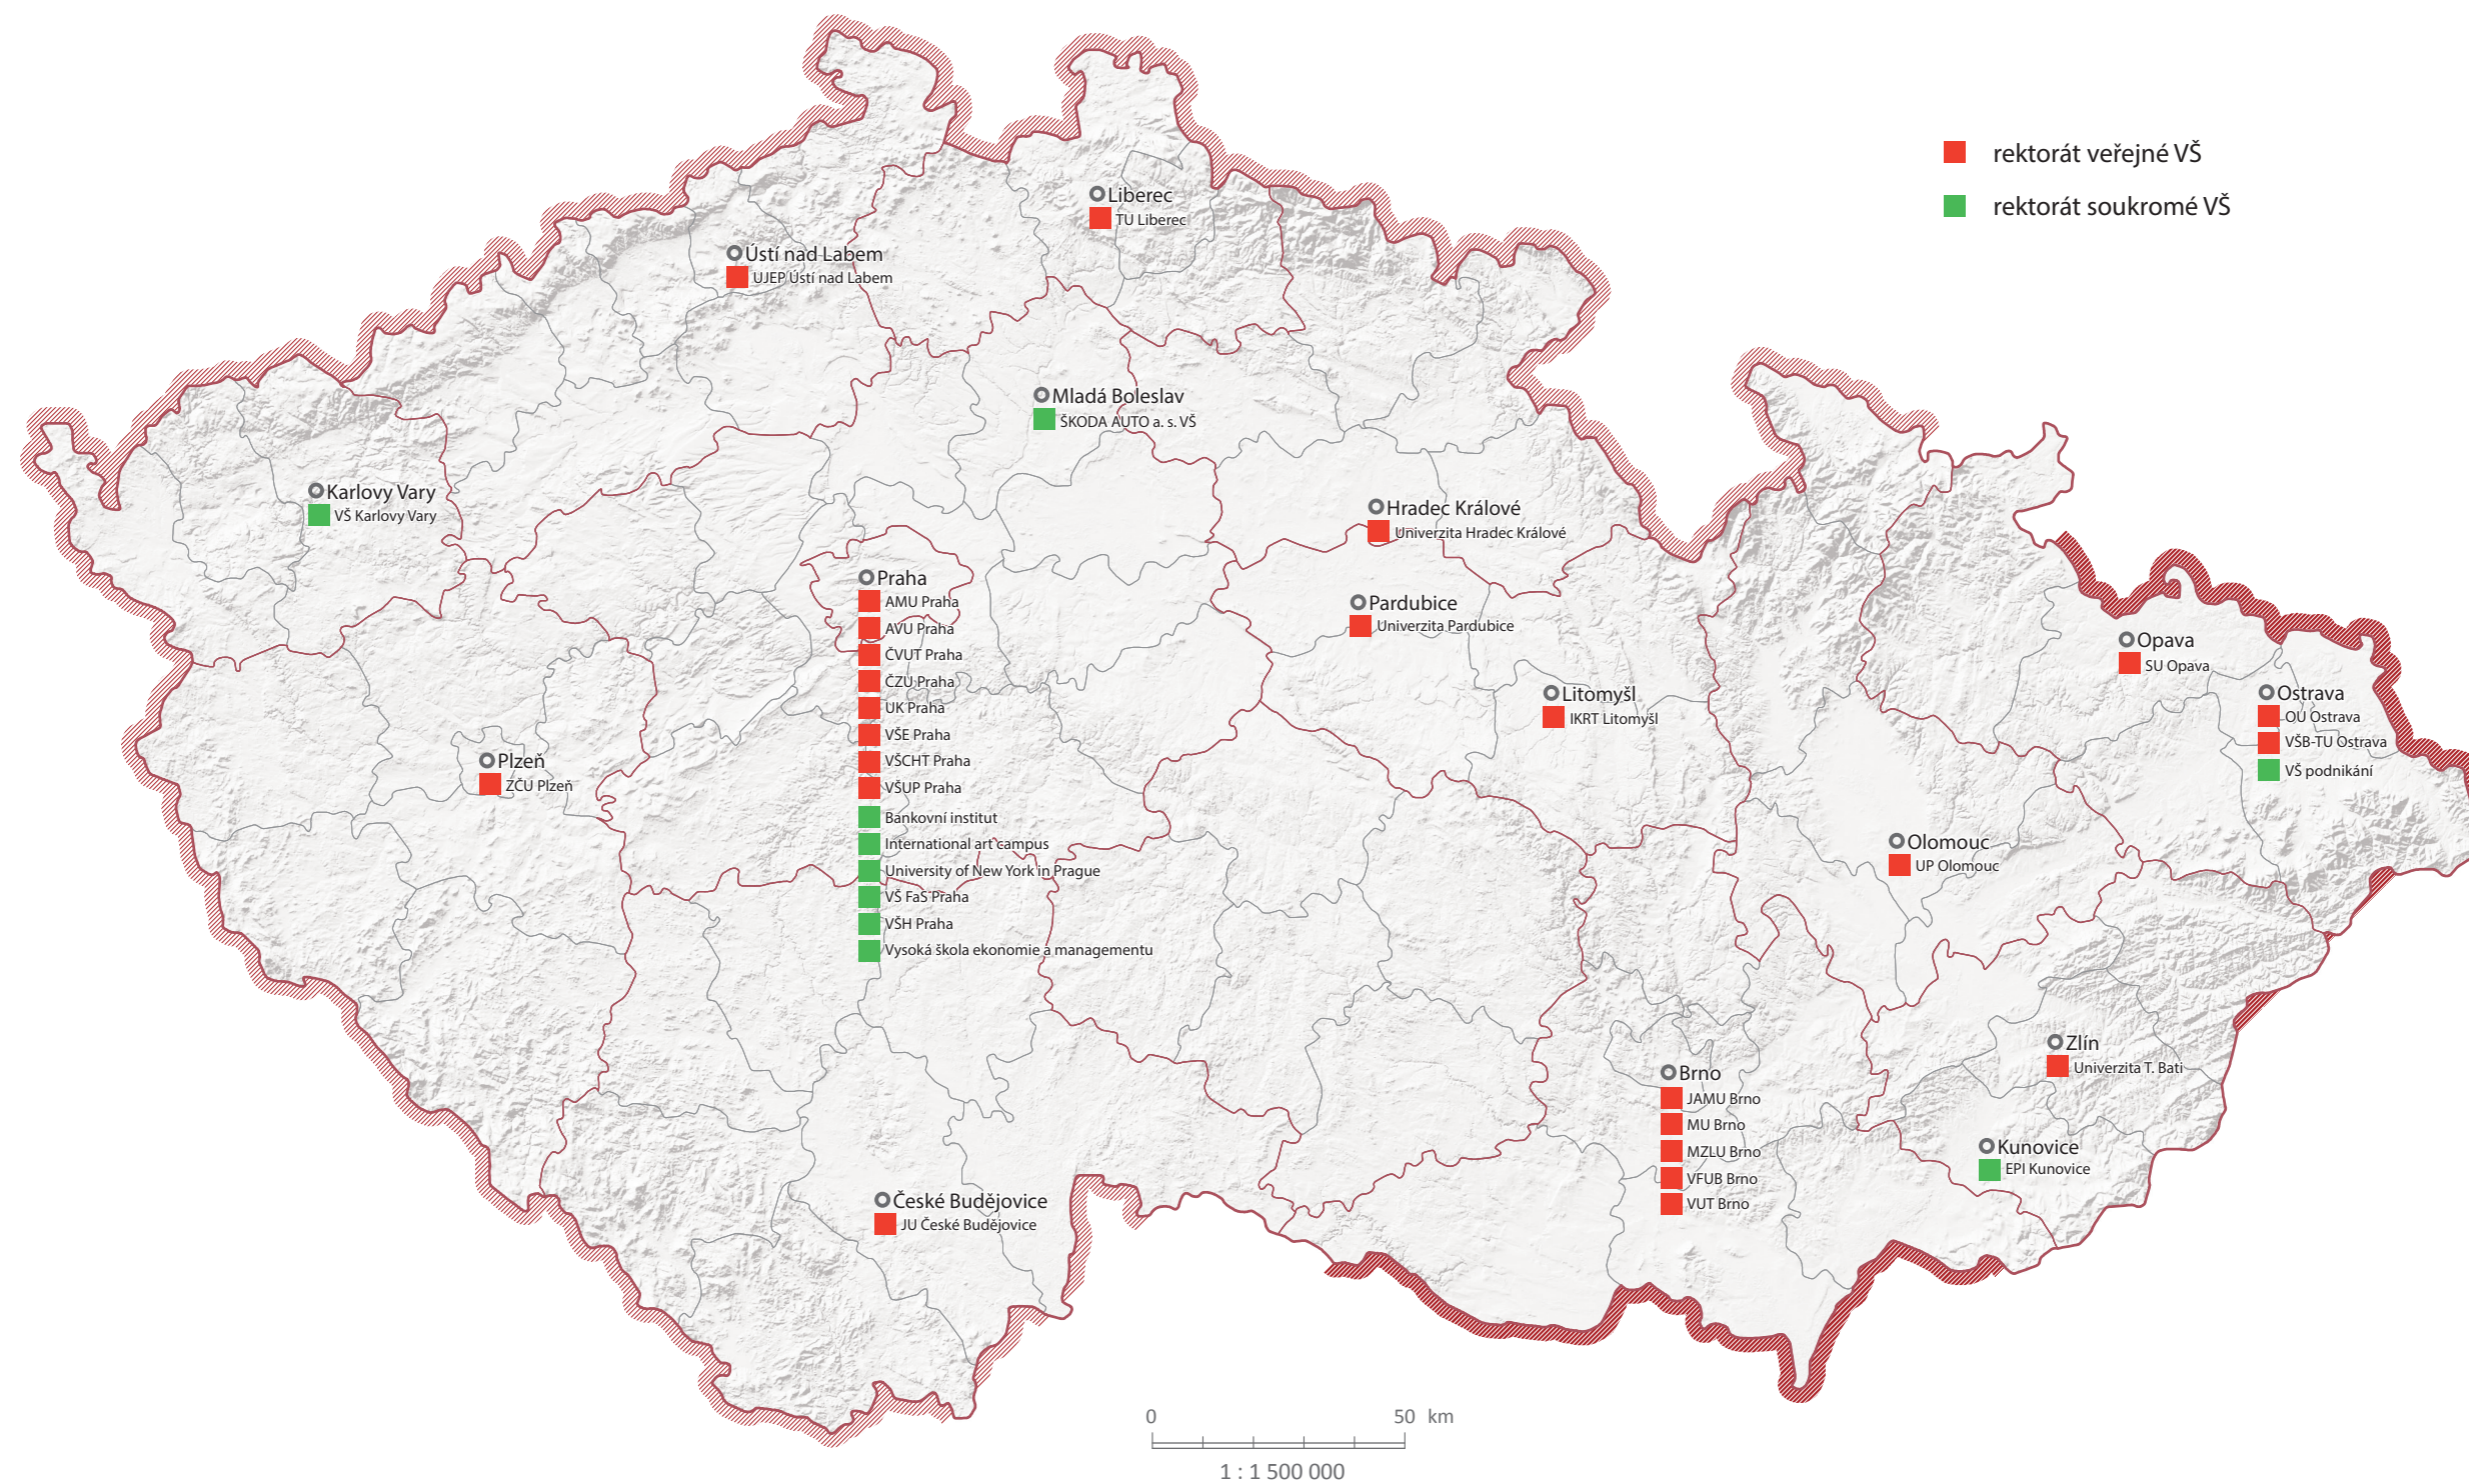 rektorát veřejné VŠ
rektorát soukromé VŠ
Liberec
TU Liberec
Ústí nad Labem
UJEP Ústí nad Labem
Mladá Boleslav
ŠKODA AUTO a. s. VŠ
Karlovy Vary
VŠ Karlovy Vary
Hradec Králové
Univerzita Hradec Králové
Praha
AMU Praha
AVU Praha
ČVUT Praha
ČZU Praha
UK Praha
VŠE Praha
VŠCHT Praha
VŠUP Praha
Bankovní institut
International art campus
University of New York in Prague
VŠ FaS Praha
VŠH Praha
Vysoká škola ekonomie a managementu
Pardubice
Univerzita Pardubice
Opava
SU Opava
Litomyšl
IKRT Litomyšl
Ostrava
OU Ostrava
VŠB-TU Ostrava
VŠ podnikání
Plzeň
ZČU Plzeň
Olomouc
UP Olomouc
Zlín
Univerzita T. Bati
Brno
JAMU Brno
MU Brno
MZLU Brno
VFUB Brno
VUT Brno
Kunovice
EPI Kunovice
České Budějovice
JU České Budějovice
0 50 km
1 : 1 500 000